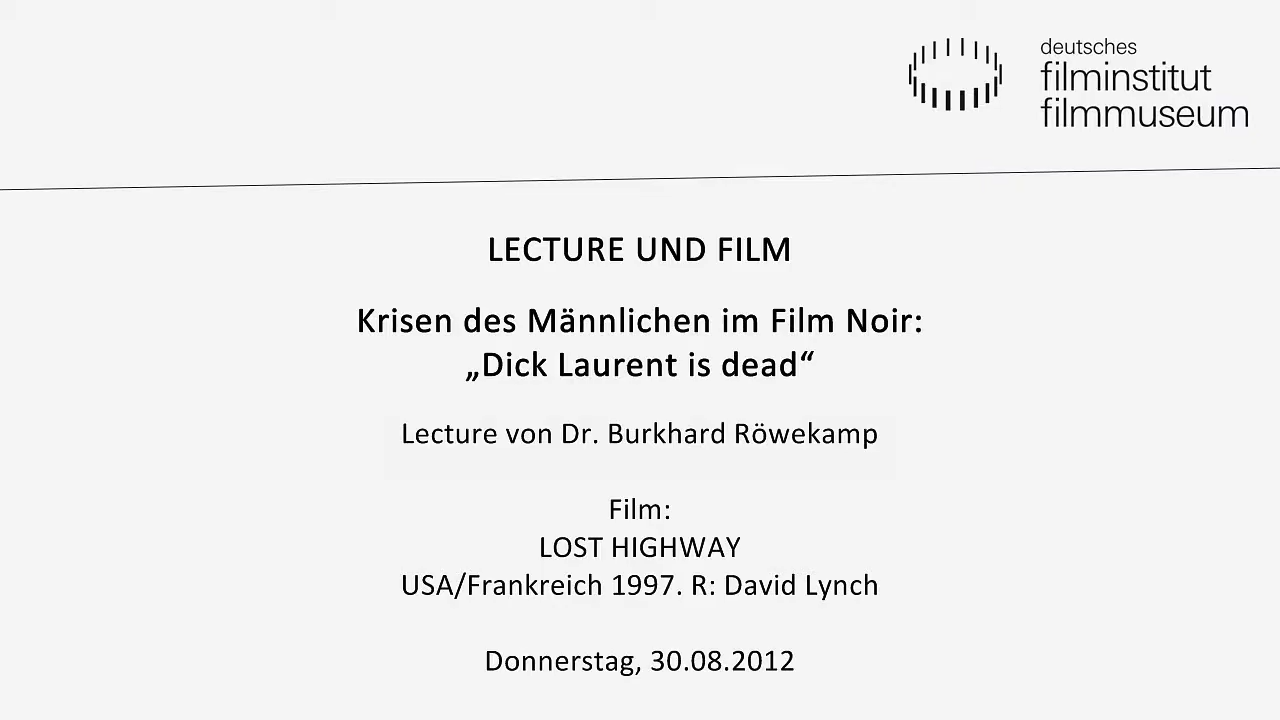 deutsches
filminstitut
filmmuseum
LECTURE UND FILM
Krisen des Männlichen im Film Noir:
„Dick Laurent is dead“
Lecture von Dr. Burkhard Röwekamp
Film:
LOST HIGHWAY
USA/Frankreich 1997. R: David Lynch
Donnerstag, 30.08.2012